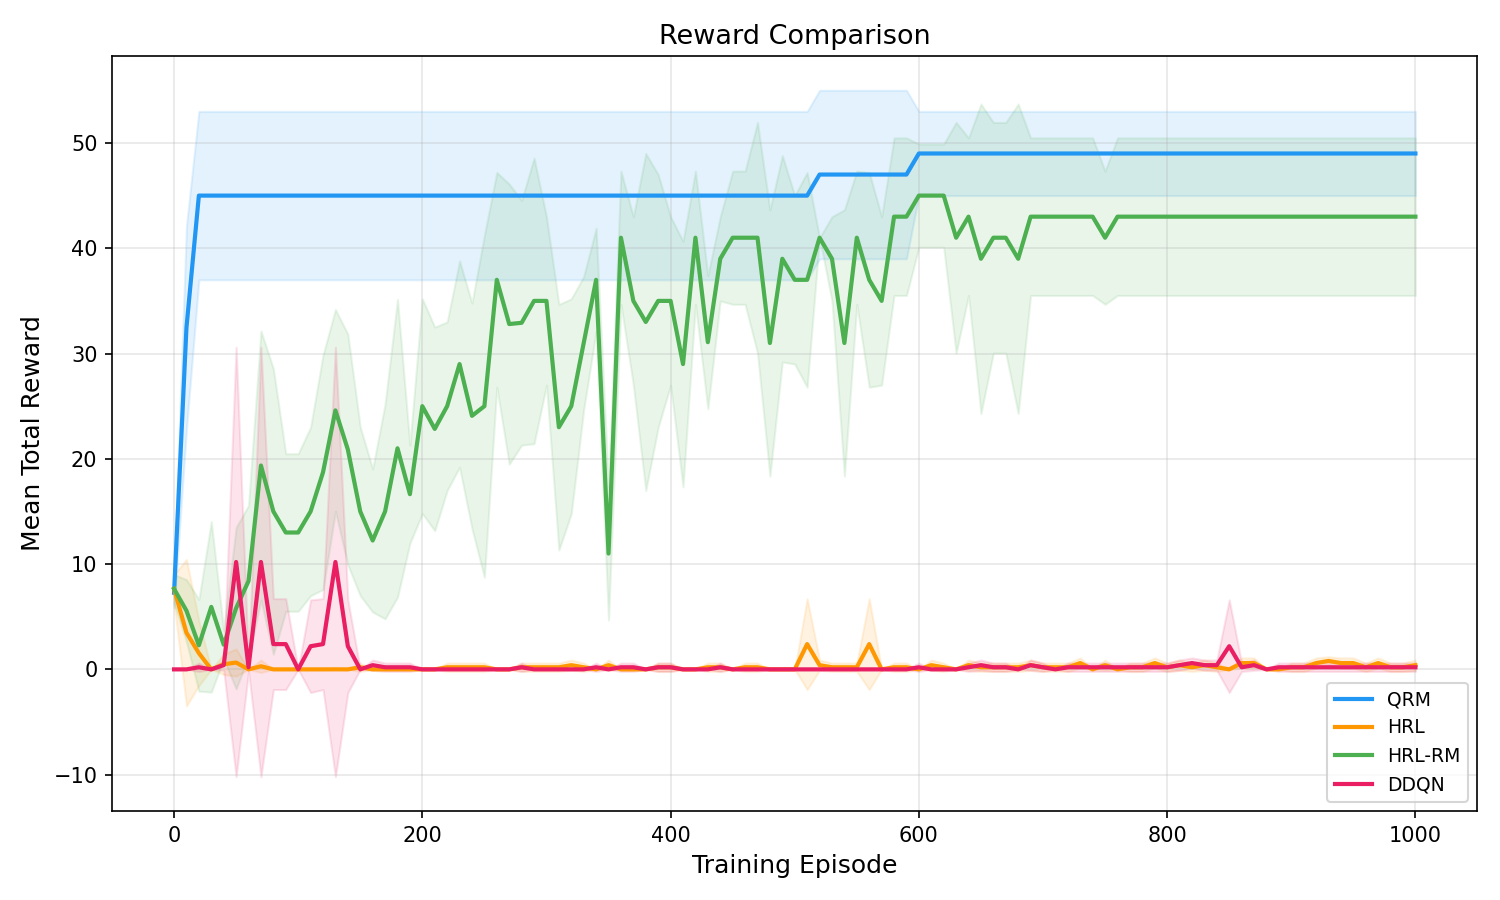 Reward Comparison
Mean Total Reward
50
40
30
20
10
0
−10
0 200 400 600 800 1000
Training Episode
QRM
HRL
HRL-RM
DDQN